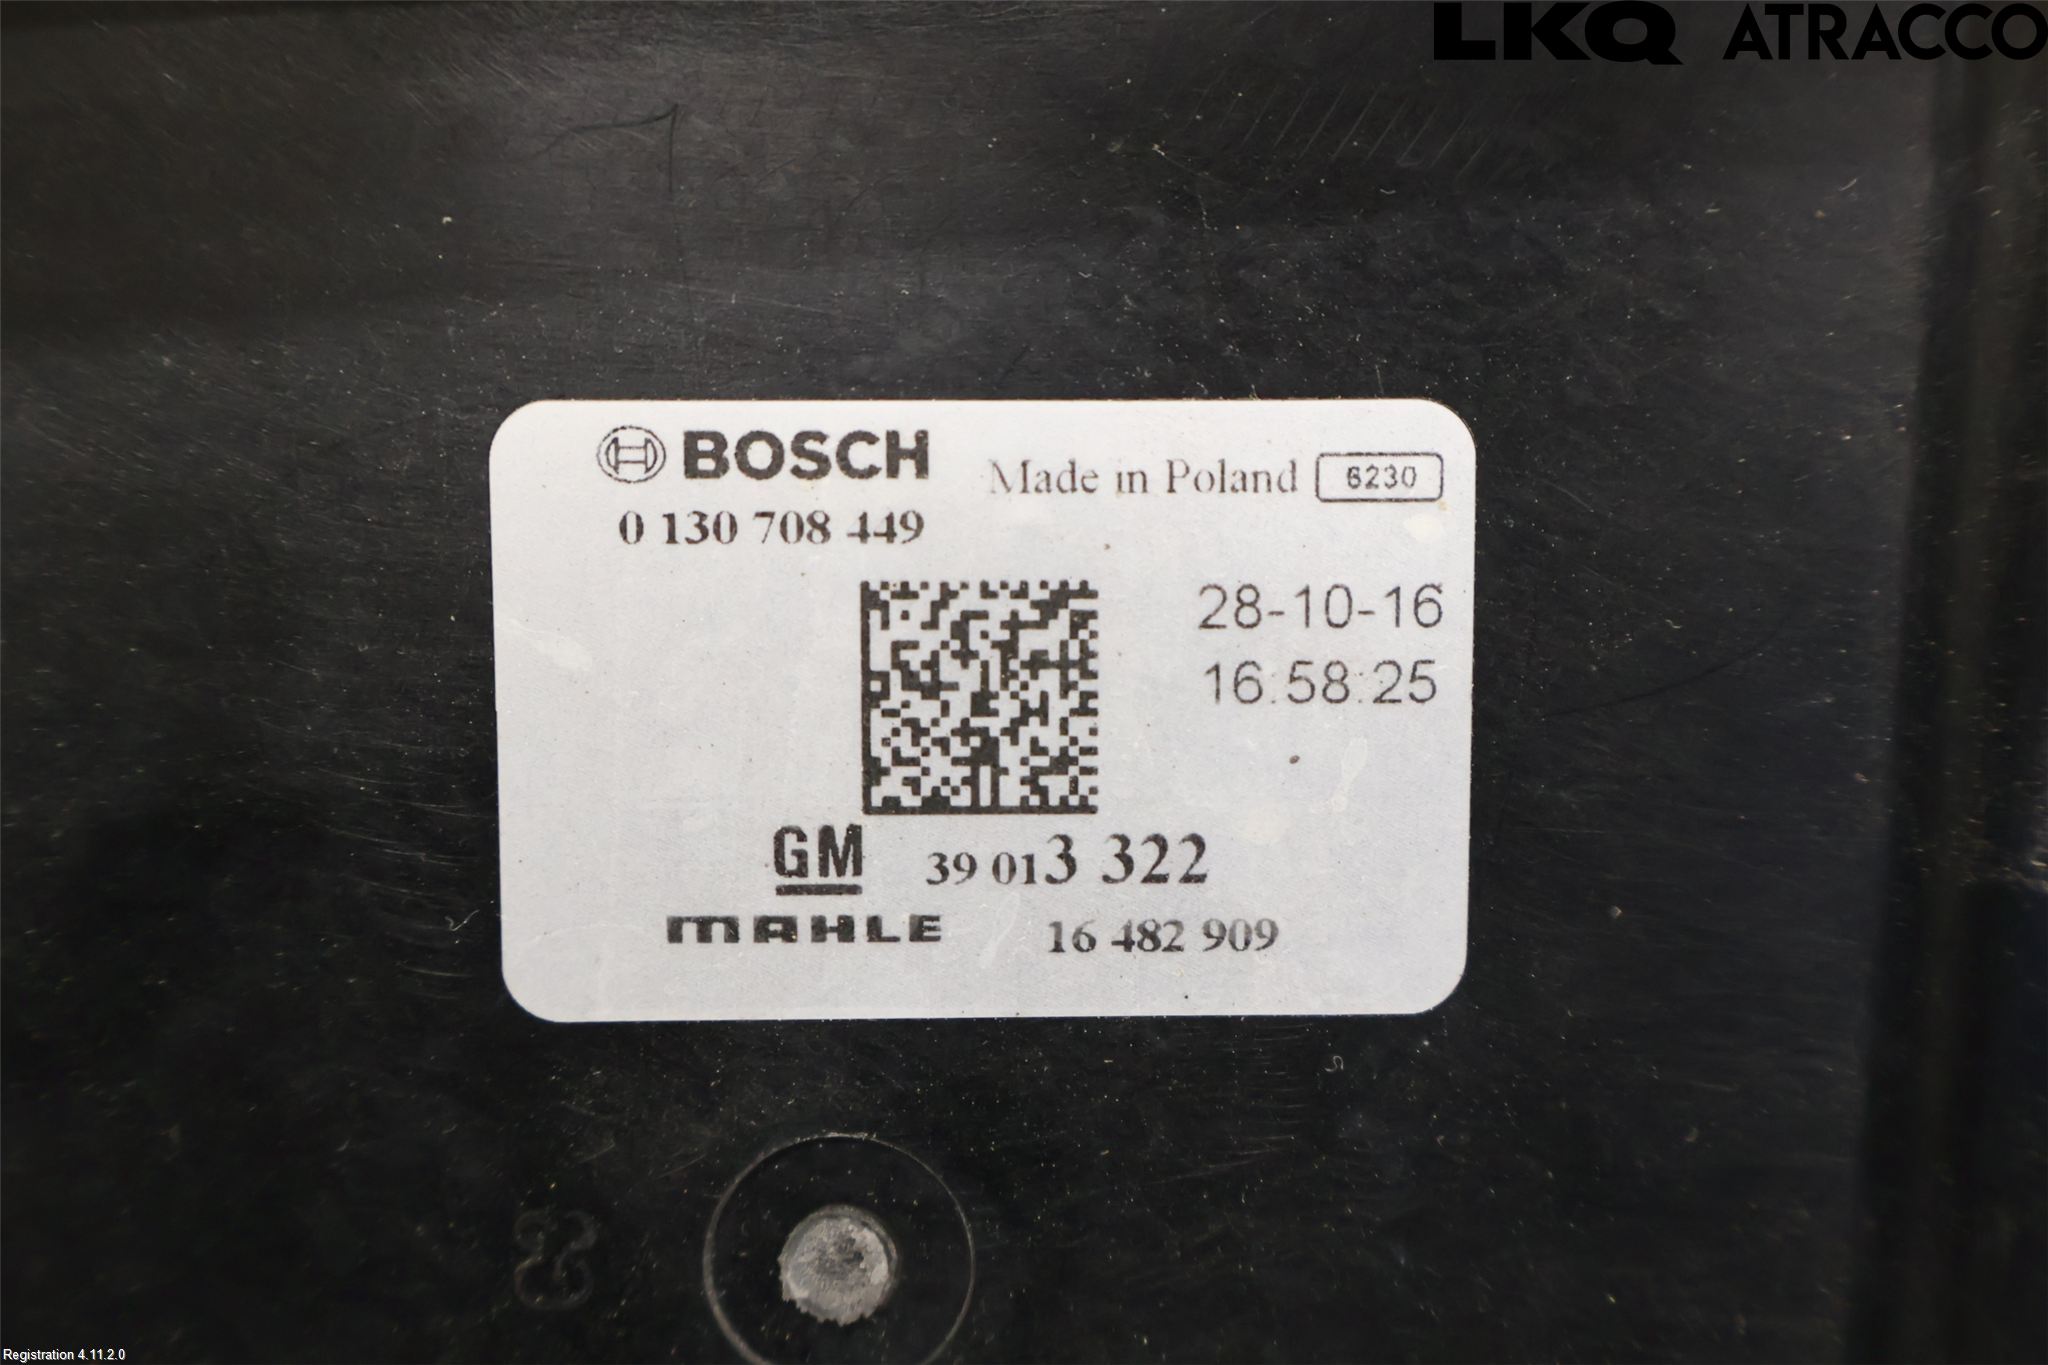 LKQ ATRACCO
BOSCH
Made in Poland 6230
0 130 708 449
28-10-16
16:58:25
GM 39 013 322
MAHLE 16 482 909
Registration 4.11.2.0